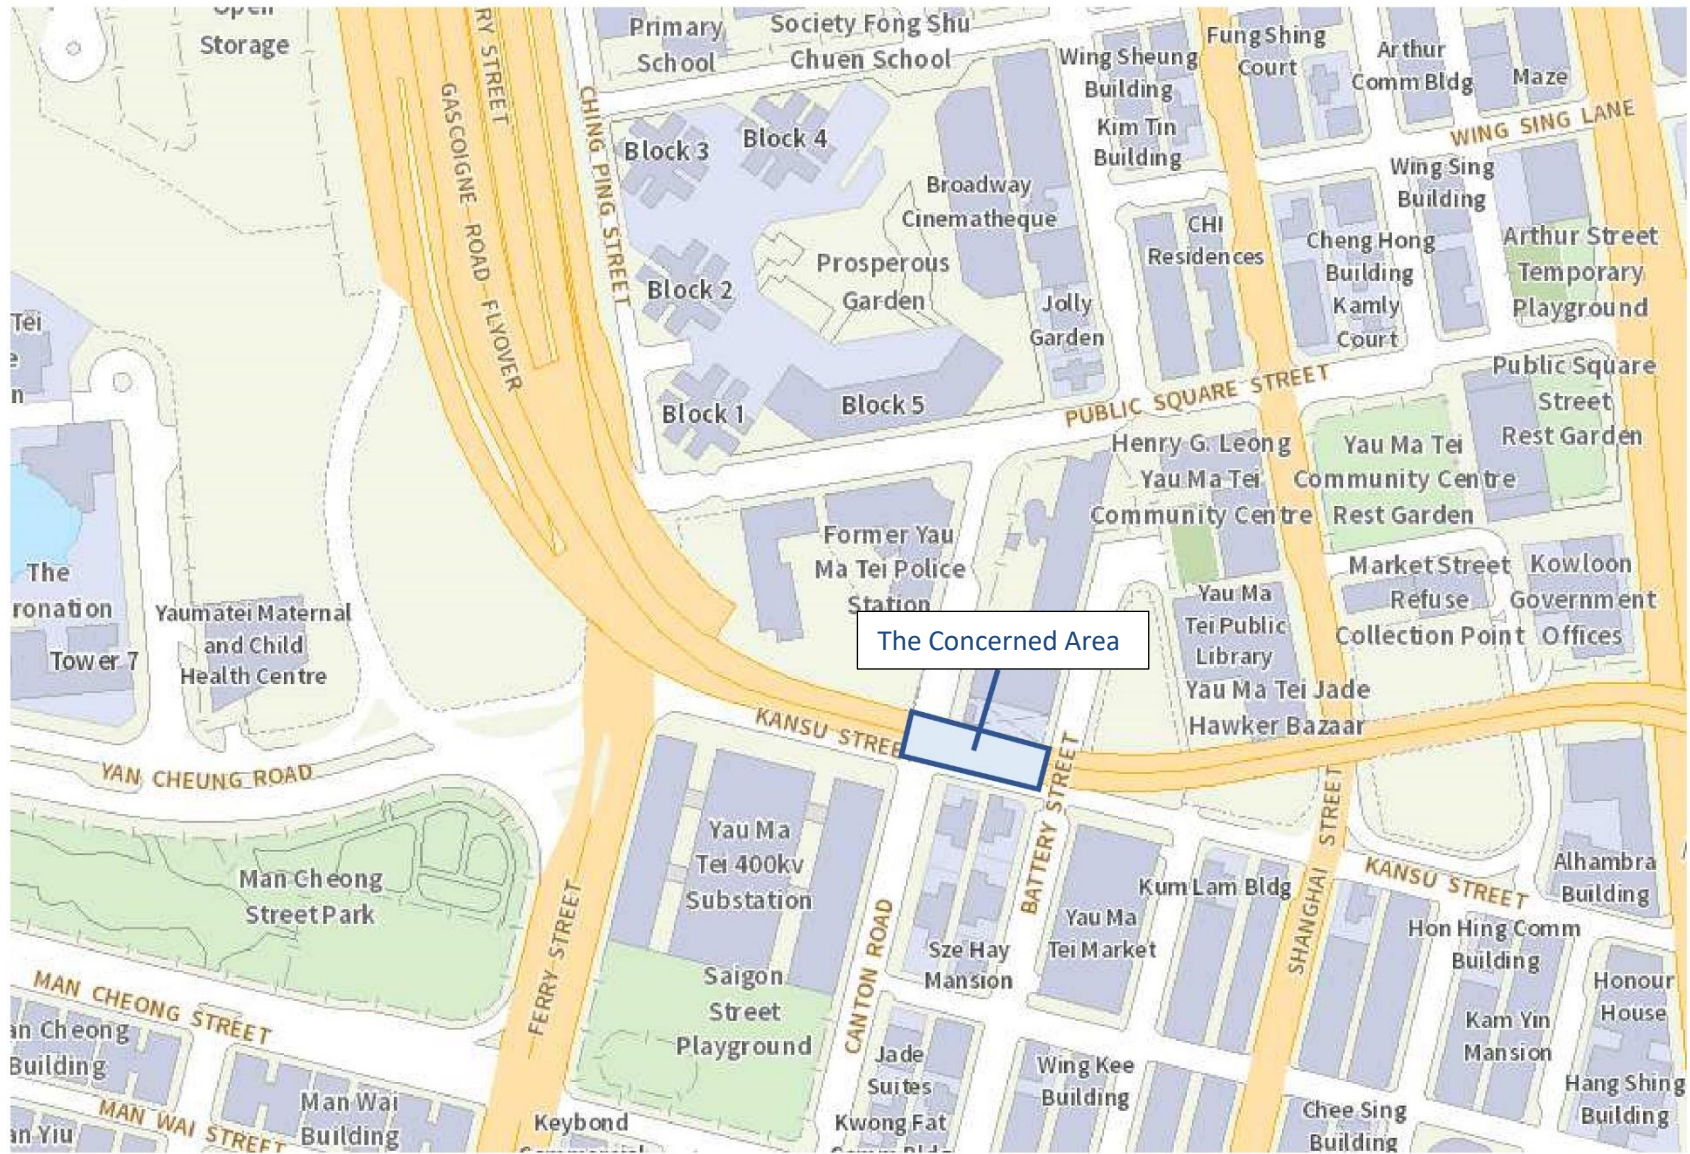 Open
Storage
RY STREET
GASCOIGNE ROAD FLYOVER
CHING PING STREET
Primary
School
Society Fong Shu
Chuen School
Wing Sheung
Building
Kim Tin
Building
Fung Shing
Court
Arthur
Comm Bldg
Maze
WING SING LANE
Wing Sing
Building
Block 3
Block 4
Broadway
Cinematheque
CHI
Residences
Cheng Hong
Building
Kamly
Court
Arthur Street
Temporary
Playground
Block 2
Prosperous
Garden
Jolly
Garden
Tei
e
n
Block 1
Block 5
PUBLIC SQUARE STREET
Public Square
Street
Rest Garden
Henry G. Leong
Yau Ma Tei
Community Centre
Yau Ma Tei
Community Centre
Rest Garden
Former Yau
Ma Tei Police
Station
The
ronation
Tower 7
Yaumatei Maternal
and Child
Health Centre
The Concerned Area
Yau Ma
Tei Public
Library
Market Street
Refuse
Collection Point
Kowloon
Government
Offices
Yau Ma Tei Jade
Hawker Bazaar
KANSU STREE
YAN CHEUNG ROAD
BATTERY STREET
SHANGHAI STREET
KANSU STREET
Alhambra
Building
Man Cheong
Street Park
Yau Ma
Tei 400kv
Substation
Kum Lam Bldg
Yau Ma
Tei Market
Sze Hay
Mansion
Hon Hing Comm
Building
Honour
House
FERRY STREET
CANTON ROAD
Saigon
Street
Playground
MAN CHEONG STREET
an Cheong
Building
Jade
Suites
Wing Kee
Building
Kam Yin
Mansion
Hang Shing
Building
Man Wai
Building
MAN WAI STREET
an Yiu
Keybond
Kwong Fat
Chee Sing
Building